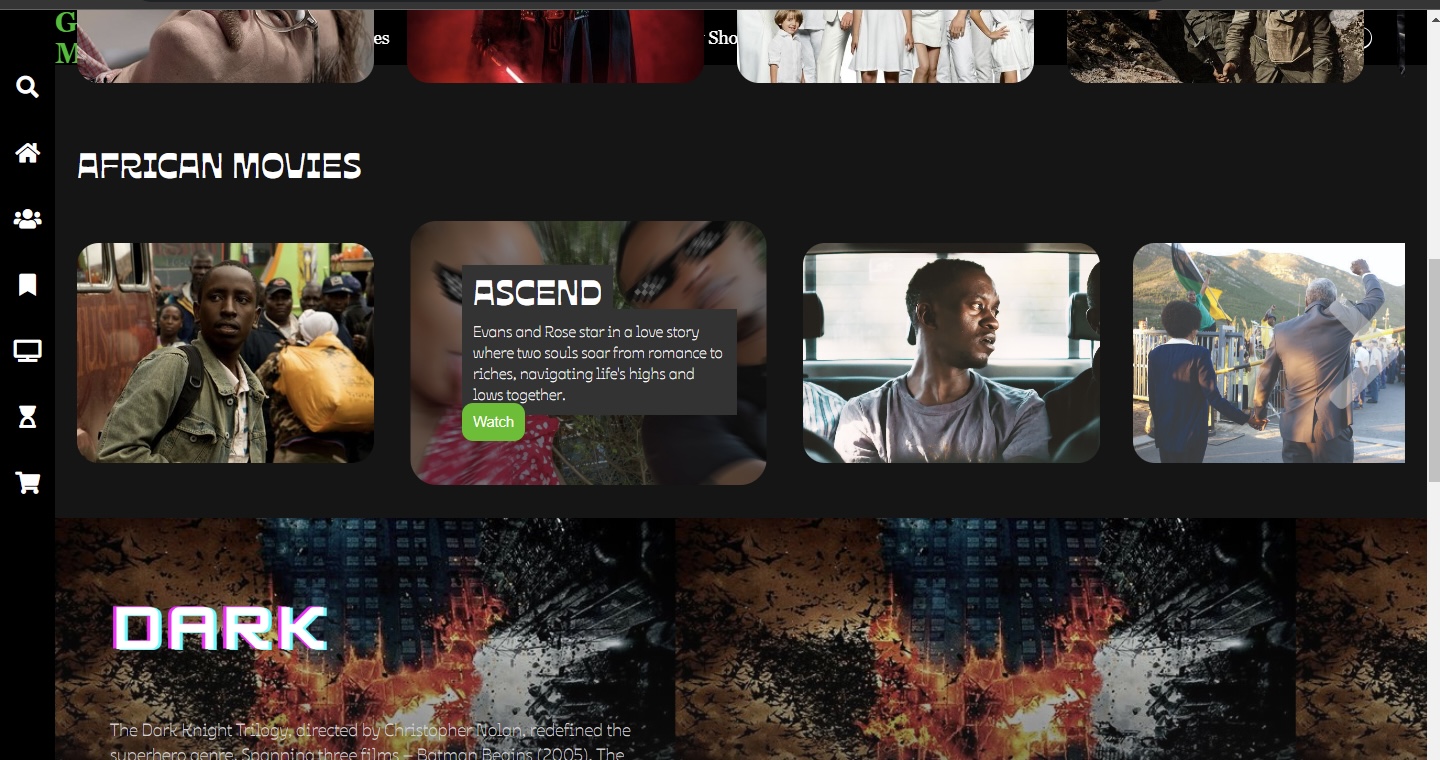 G
M
es
Sho
AFRICAN MOVIES
ASCEND
Evans and Rose star in a love story
where two souls soar from romance to
riches, navigating life's highs and
lows together.
Watch
DARK
The Dark Knight Trilogy, directed by Christopher Nolan, redefined the
superhero genre. Spanning three films – Batman Begins (2005), The